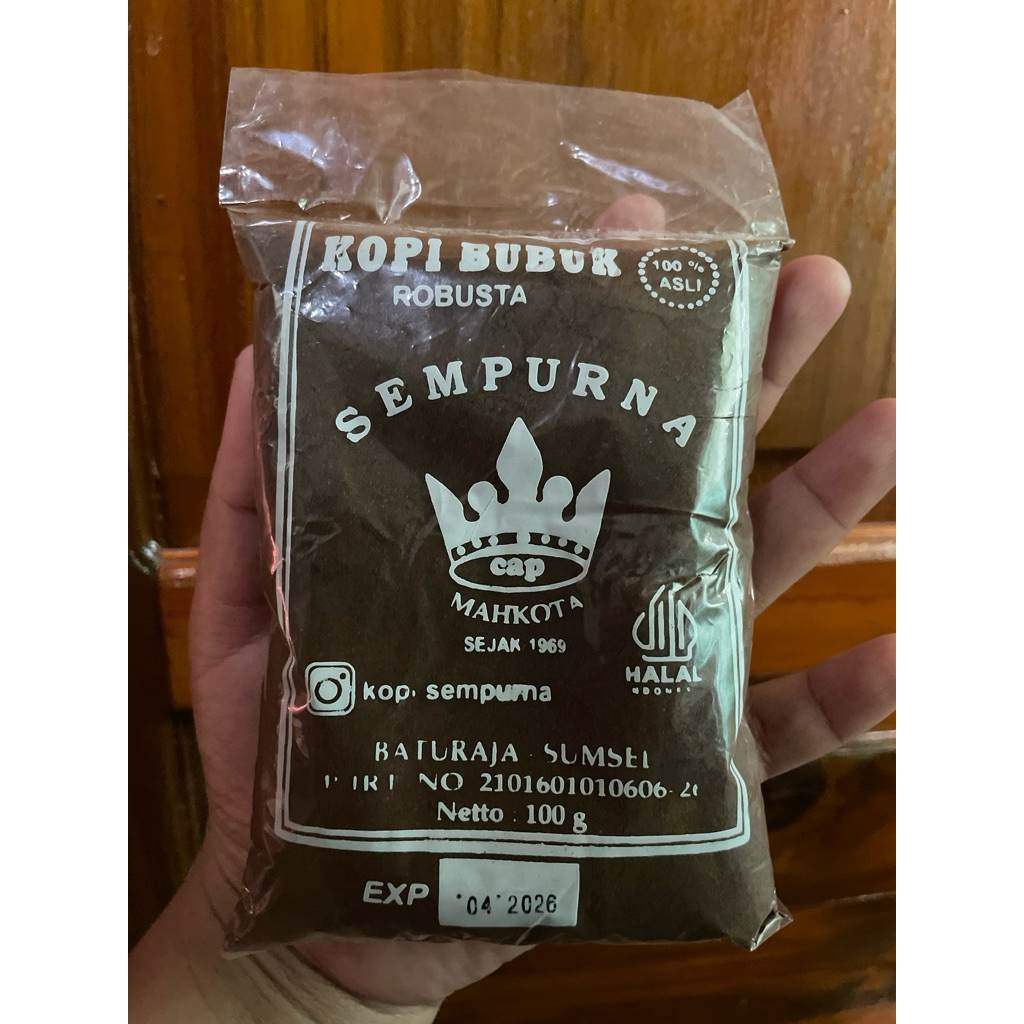 KOPI BUBUK
100 %
ASLI
ROBUSTA
SEMPURNA
cap
MAHKOTA
SEJAK 1969
HALAL
kopi sempurna
BATURAJA - SUMSEL
NO 2101601010606-
Netto : 100 g
EXP 04 2026